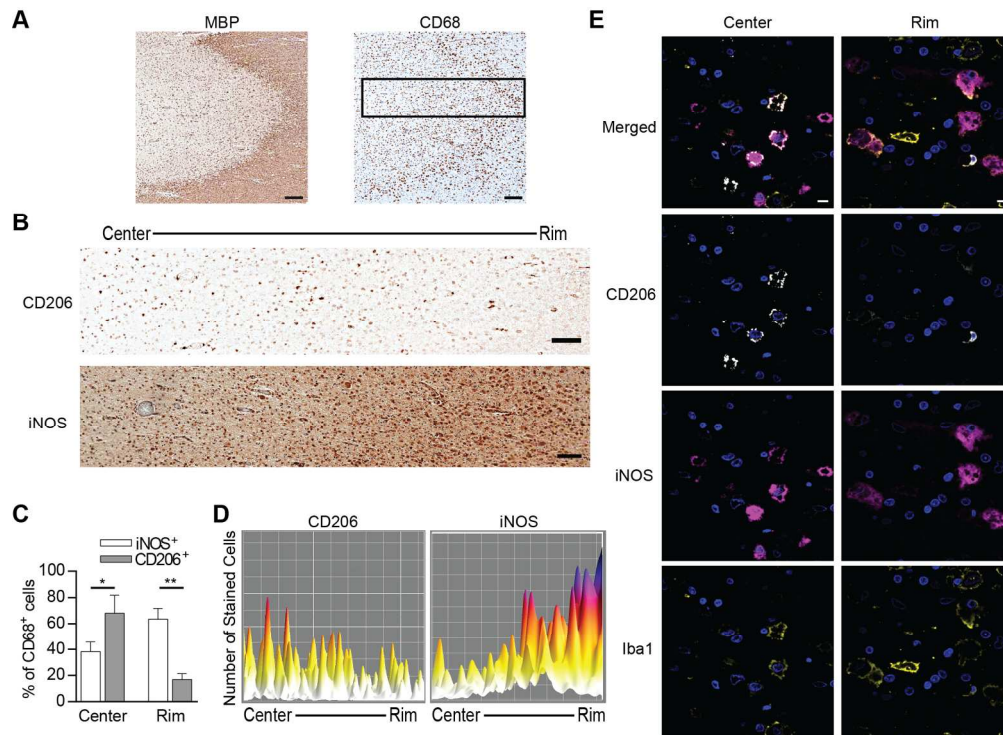 A
MBP
CD68
B
Center
Rim
CD206
iNOS
C
iNOS+
CD206+
% of CD68+ cells
100
80
60
40
20
0
*
**
Center
Rim
D
CD206
iNOS
Number of Stained Cells
Center
Rim
Center
Rim
E
Center
Rim
Merged
CD206
iNOS
Iba1